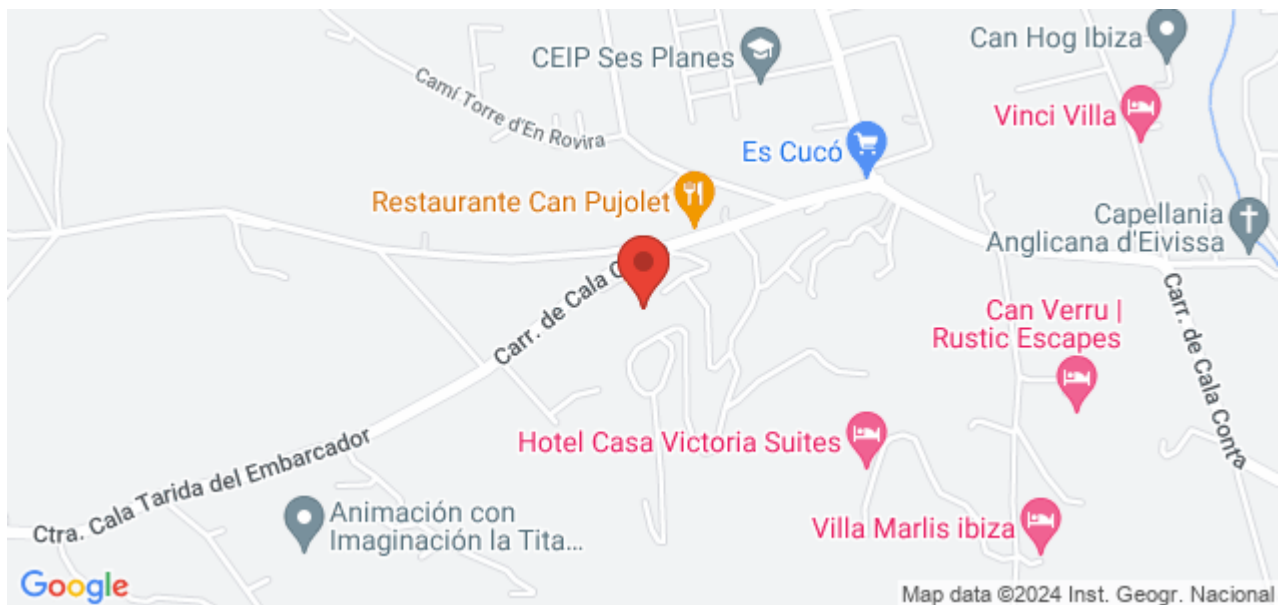 CEIP Ses Planes
Can Hog Ibiza
Camí Torre d'En Rovira
Vinci Villa
Es Cucó
Restaurante Can Pujolet
Capellania
Anglicana d'Eivissa
Carr. de Cala C
Can Verru |
Rustic Escapes
Carr. de Cala Conta
Hotel Casa Victoria Suites
Ctra. Cala Tarida del Embarcador
Animación con
Imaginación la Tita...
Villa Marlis ibiza
Google
Map data ©2024 Inst. Geogr. Nacional